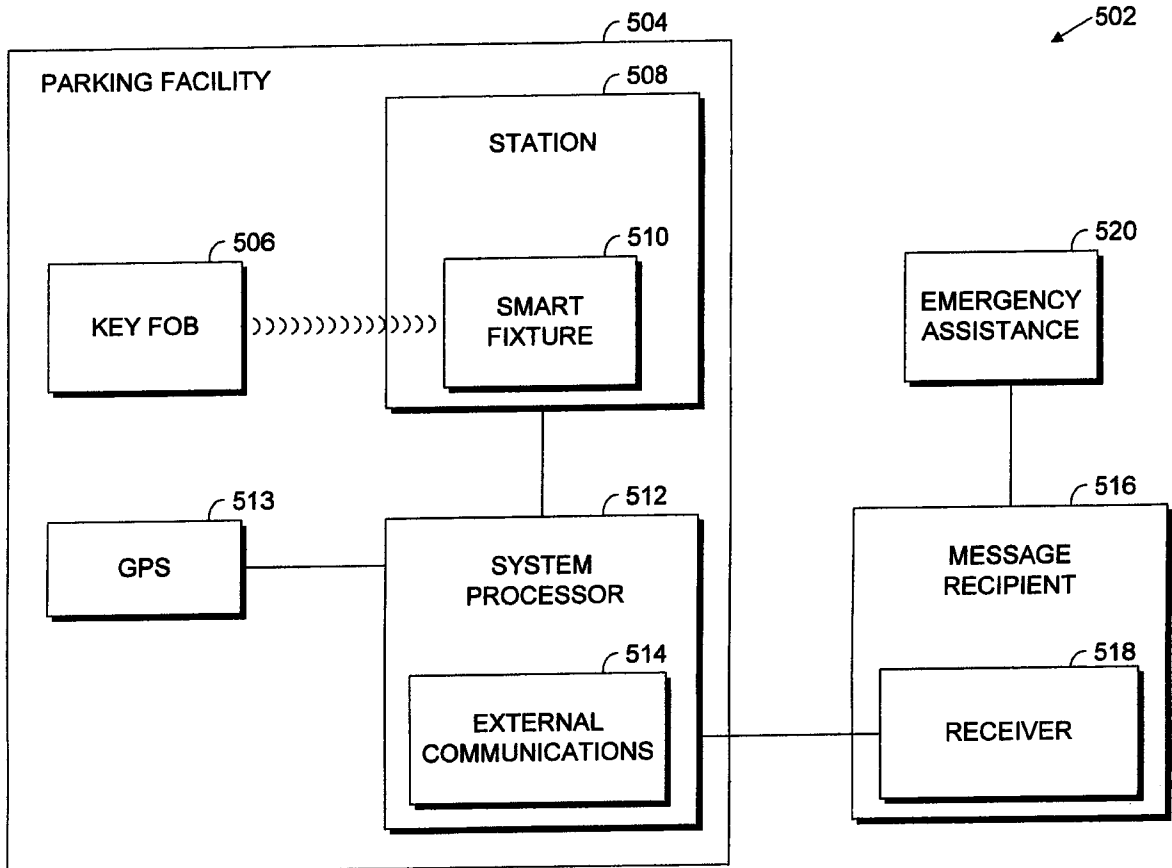 502
504
PARKING FACILITY
508
STATION
506
KEY FOB
510
SMART
FIXTURE
520
EMERGENCY
ASSISTANCE
513
GPS
512
SYSTEM
PROCESSOR
514
EXTERNAL
COMMUNICATIONS
516
MESSAGE
RECIPIENT
518
RECEIVER